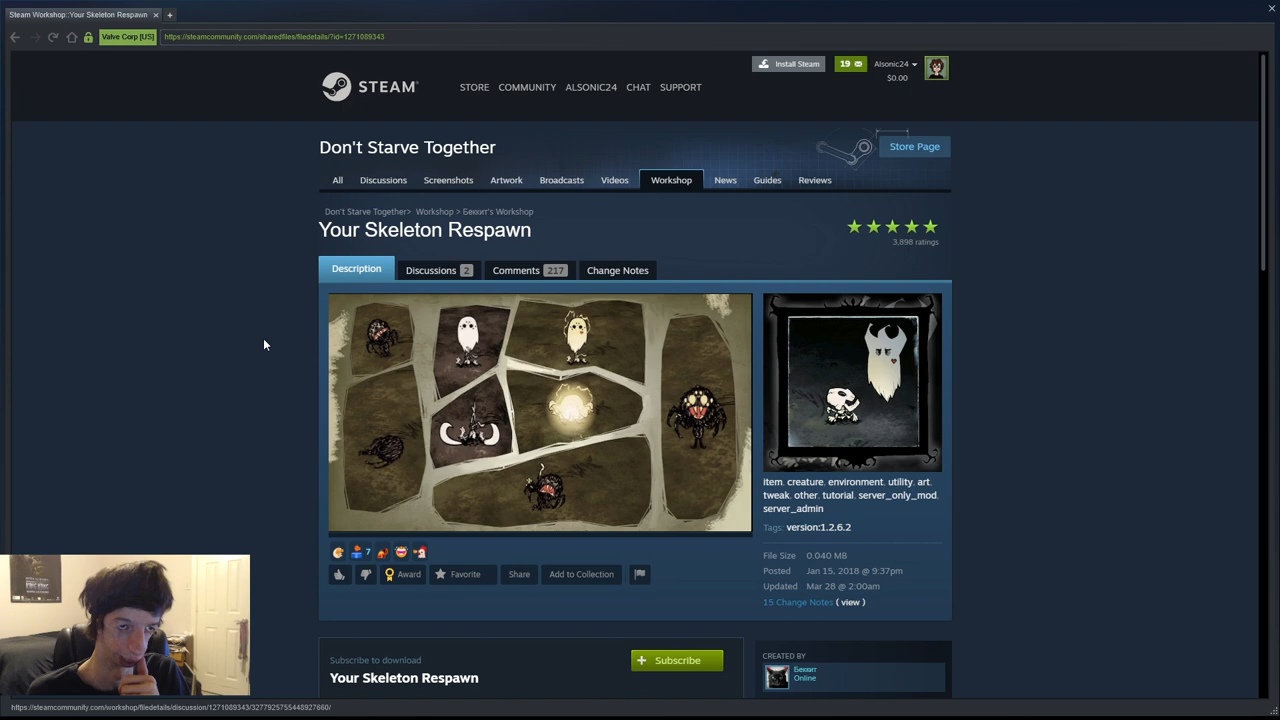 Steam Workshop::Your Skeleton Respawn
Valve Corp [US]
https://steamcommunity.com/sharedfiles/filedetails/?id=1271089343
Install Steam
19
Alsonic24
$0.00
STEAM
STORE COMMUNITY ALSONIC24 CHAT SUPPORT
Don't Starve Together
Store Page
All Discussions Screenshots Artwork Broadcasts Videos Workshop News Guides Reviews
Don't Starve Together> Workshop > Беккит's Workshop
Your Skeleton Respawn
3,898 ratings
Description Discussions 2 Comments 217 Change Notes
item, creature, environment, utility, art,
tweak, other, tutorial, server_only_mod,
server_admin
Tags: version:1.2.6.2
7
File Size 0.040 MB
Posted Jan 15, 2018 @ 9:37pm
Updated Mar 28 @ 2:00am
15 Change Notes ( view )
Award Favorite Share Add to Collection
Subscribe to download
Your Skeleton Respawn
Subscribe
CREATED BY
Беккит
Online
https://steamcommunity.com/workshop/filedetails/discussion/1271089343/3277925755448927660/